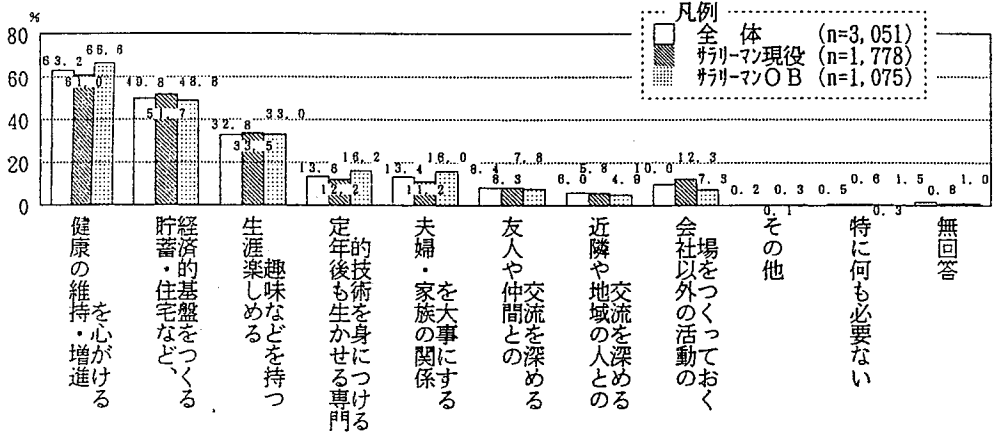 %
凡例
全体 (n=3,051)
サラリーマン現役 (n=1,778)
サラリーマンOB (n=1,075)
80
60
40
20
0
63.2 61.0 66.6
49.8 51.7 48.8
32.8 33.5 33.0
13.6 12.2 16.2
13.4 11.2 16.0
8.4 8.3 7.8
6.0 5.8 4.9
10.0 12.3 7.3
0.2 0.1 0.3
0.5 0.6 0.3
1.5 0.8 1.0
健康の維持・増進
を心がける
貯蓄・住宅など、
経済的基盤をつくる
生涯楽しめる
趣味などを持つ
定年後も生かせる専門
的技術を身につける
夫婦・家族の関係
を大事にする
友人や仲間との
交流を深める
近隣や地域の人との
交流を深める
会社以外の活動の
場をつくっておく
その他
特に何も必要ない
無回答